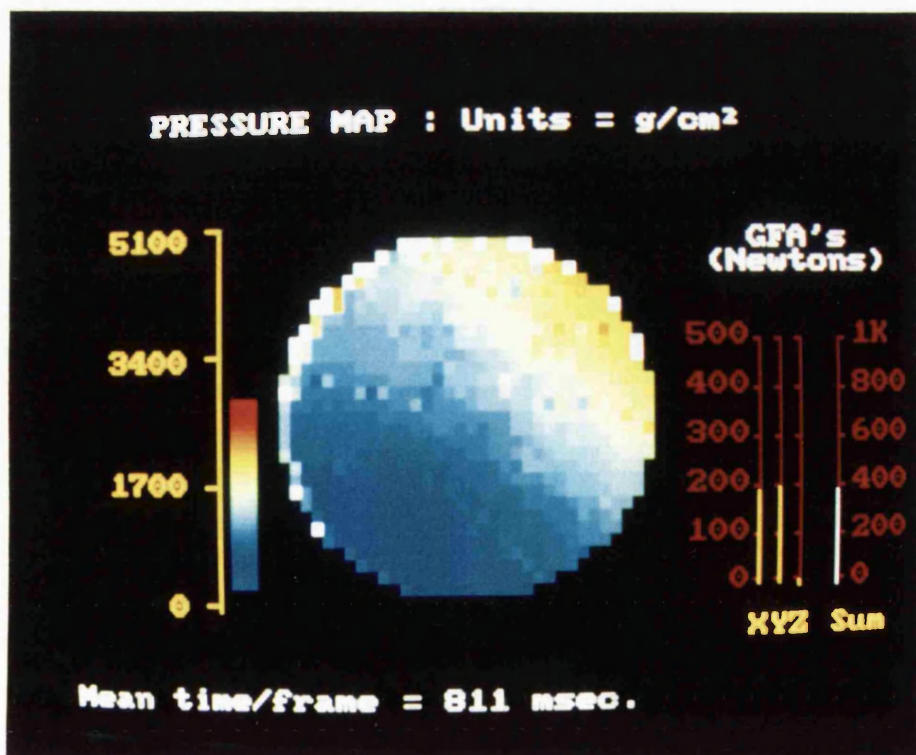 PRESSURE MAP : Units = g/cm²
5100
3400
1700
0
GFA's
(Newtons)
500 1K
400 800
300 600
200 400
100 200
0 0
XYZ Sum
Mean time/frame = 811 msec.